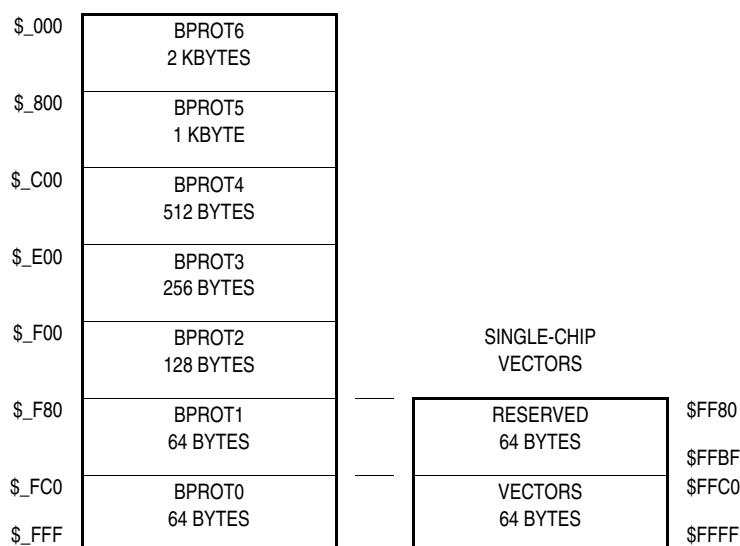 $_000
BPROT6
2 KBYTES
$_800
BPROT5
1 KBYTE
$_C00
BPROT4
512 BYTES
$_E00
BPROT3
256 BYTES
$_F00
BPROT2
128 BYTES
SINGLE-CHIP
VECTORS
$_F80
BPROT1
64 BYTES
RESERVED
64 BYTES
$FF80
$FFBF
$_FC0
BPROT0
64 BYTES
$_FFF
VECTORS
64 BYTES
$FFC0
$FFFF